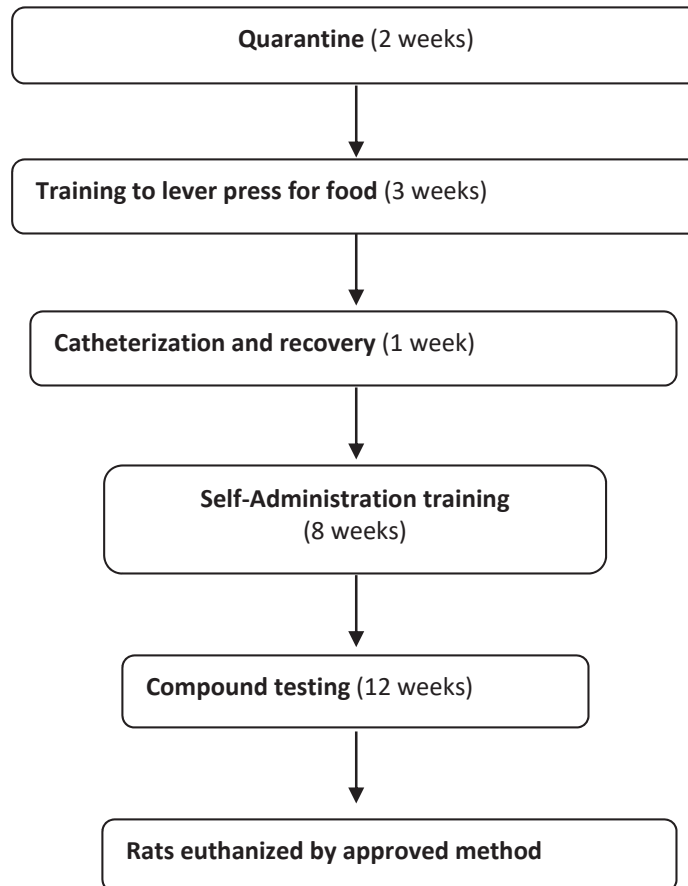 Quarantine (2 weeks)
Training to lever press for food (3 weeks)
Catheterization and recovery (1 week)
Self-Administration training
(8 weeks)
Compound testing (12 weeks)
Rats euthanized by approved method